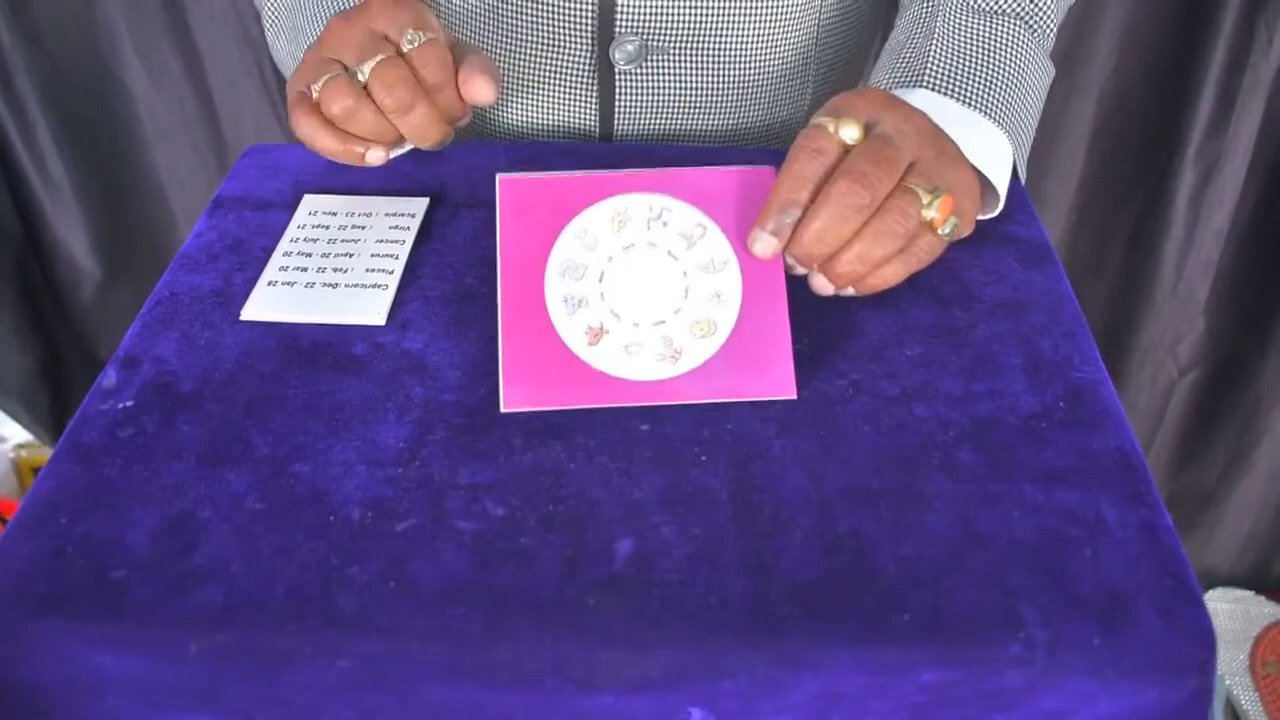 Capricorn :Dec. 22 - Jan 28
Pisces : Feb. 22 - Mar 20
Taurus : April 20 - May 20
Cancer : June 22 - July 21
Virgo : Aug 22 - Sept. 21
Scorpio : Oct 23 - Nov. 21